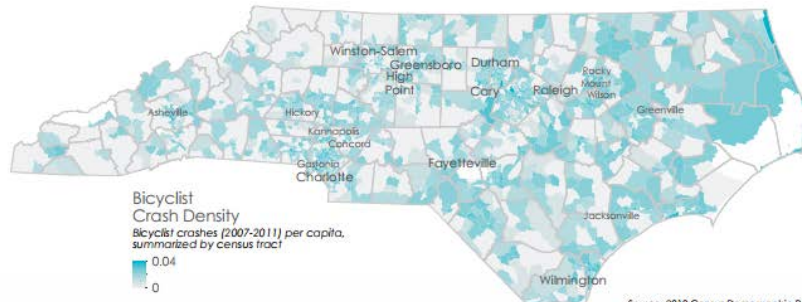 Winston-Salem
Greensboro
High
Point
Durham
Cary
Raleigh
Rocky
Mount
Wilson
Greenville
Asheville
Hickory
Kannapolis
Concord
Gastonia
Charlotte
Fayetteville
Jacksonville
Wilmington
Bicyclist
Crash Density
Bicyclist crashes (2007-2011) per capita,
summarized by census tract
0.04
0